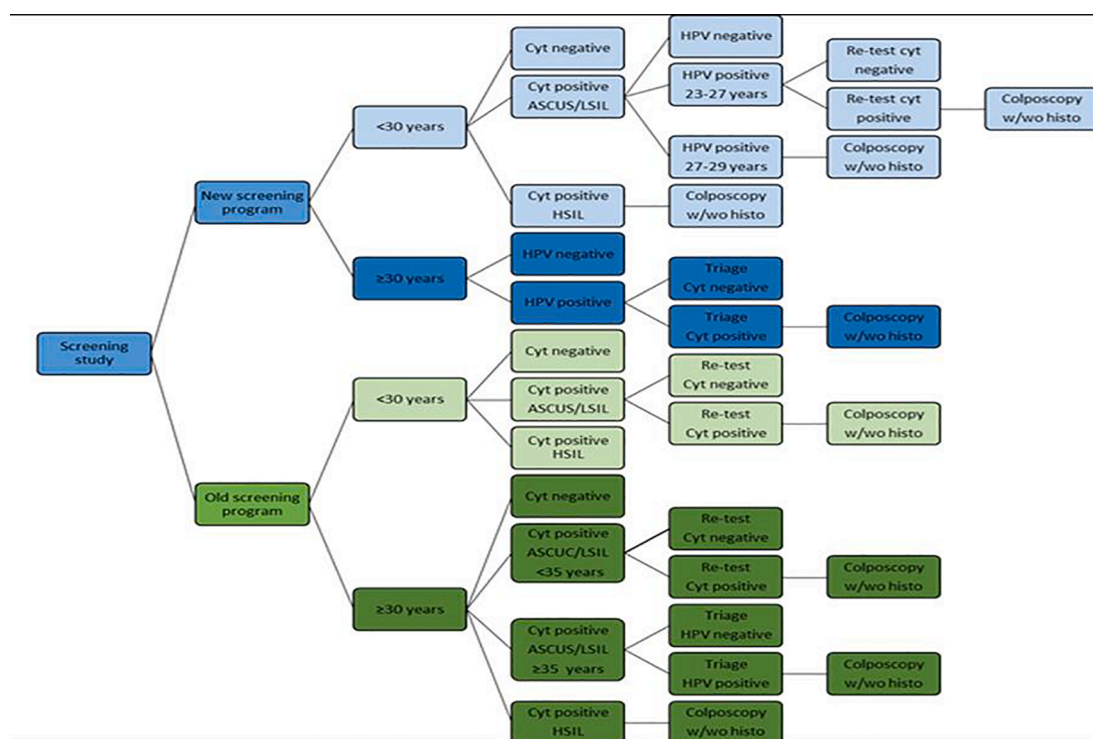 Screening
study
New screening
program
<30 years
Cyt negative
Cyt positive
ASCUS/LSIL
HPV negative
HPV positive
23-27 years
Re-test cyt
negative
Re-test cyt
positive
Colposcopy
w/wo histo
HPV positive
27-29 years
Colposcopy
w/wo histo
Cyt positive
HSIL
Colposcopy
w/wo histo
≥30 years
HPV negative
HPV positive
Triage
Cyt negative
Triage
Cyt positive
Colposcopy
w/wo histo
Old screening
program
<30 years
Cyt negative
Cyt positive
ASCUS/LSIL
Re-test
Cyt negative
Re-test
Cyt positive
Colposcopy
w/wo histo
Cyt positive
HSIL
≥30 years
Cyt negative
Cyt positive
ASCUC/LSIL
<35 years
Re-test
Cyt negative
Re-test
Cyt positive
Colposcopy
w/wo histo
Cyt positive
ASCUS/LSIL
≥35 years
Triage
HPV negative
Triage
HPV positive
Colposcopy
w/wo histo
Cyt positive
HSIL
Colposcopy
w/wo histo